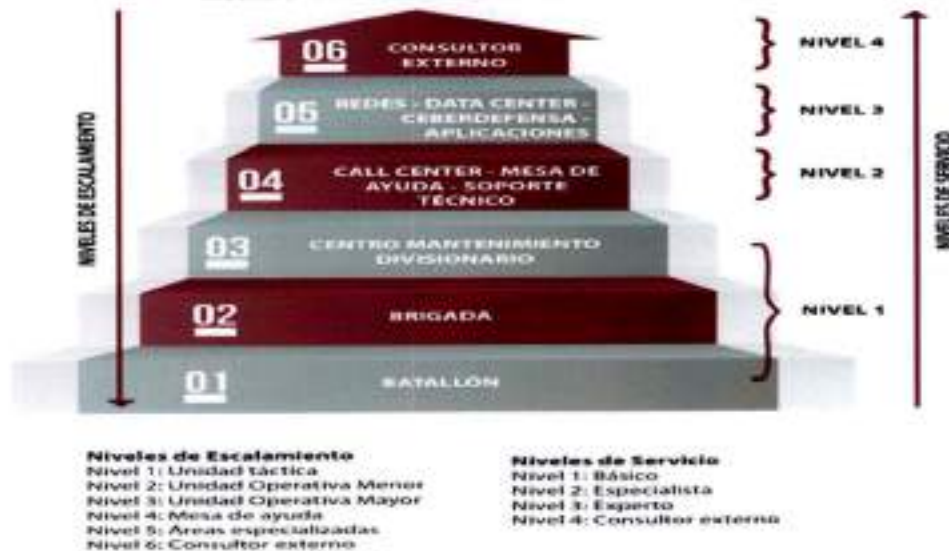 06
CONSULTOR
EXTERNO
NIVEL 4
05
REDES - DATA CENTER -
CEBERDEFENSA -
APLICACIONES
NIVEL 3
04
CALL CENTER - MESA DE
AYUDA - SOPORTE
TÉCNICO
NIVEL 2
03
CENTRO MANTENIMIENTO
DIVISIONARIO
02
BRIGADA
NIVEL 1
01
BATALLÓN
NIVELES DE ESCALAMIENTO
NIVELES DE SERVICIO
Niveles de Escalamiento
Nivel 1: Unidad táctica
Nivel 2: Unidad Operativa Menor
Nivel 3: Unidad Operativa Mayor
Nivel 4: Mesa de ayuda
Nivel 5: Áreas especializadas
Nivel 6: Consultor externo
Niveles de Servicio
Nivel 1: Básico
Nivel 2: Especialista
Nivel 3: Experto
Nivel 4: Consultor externo